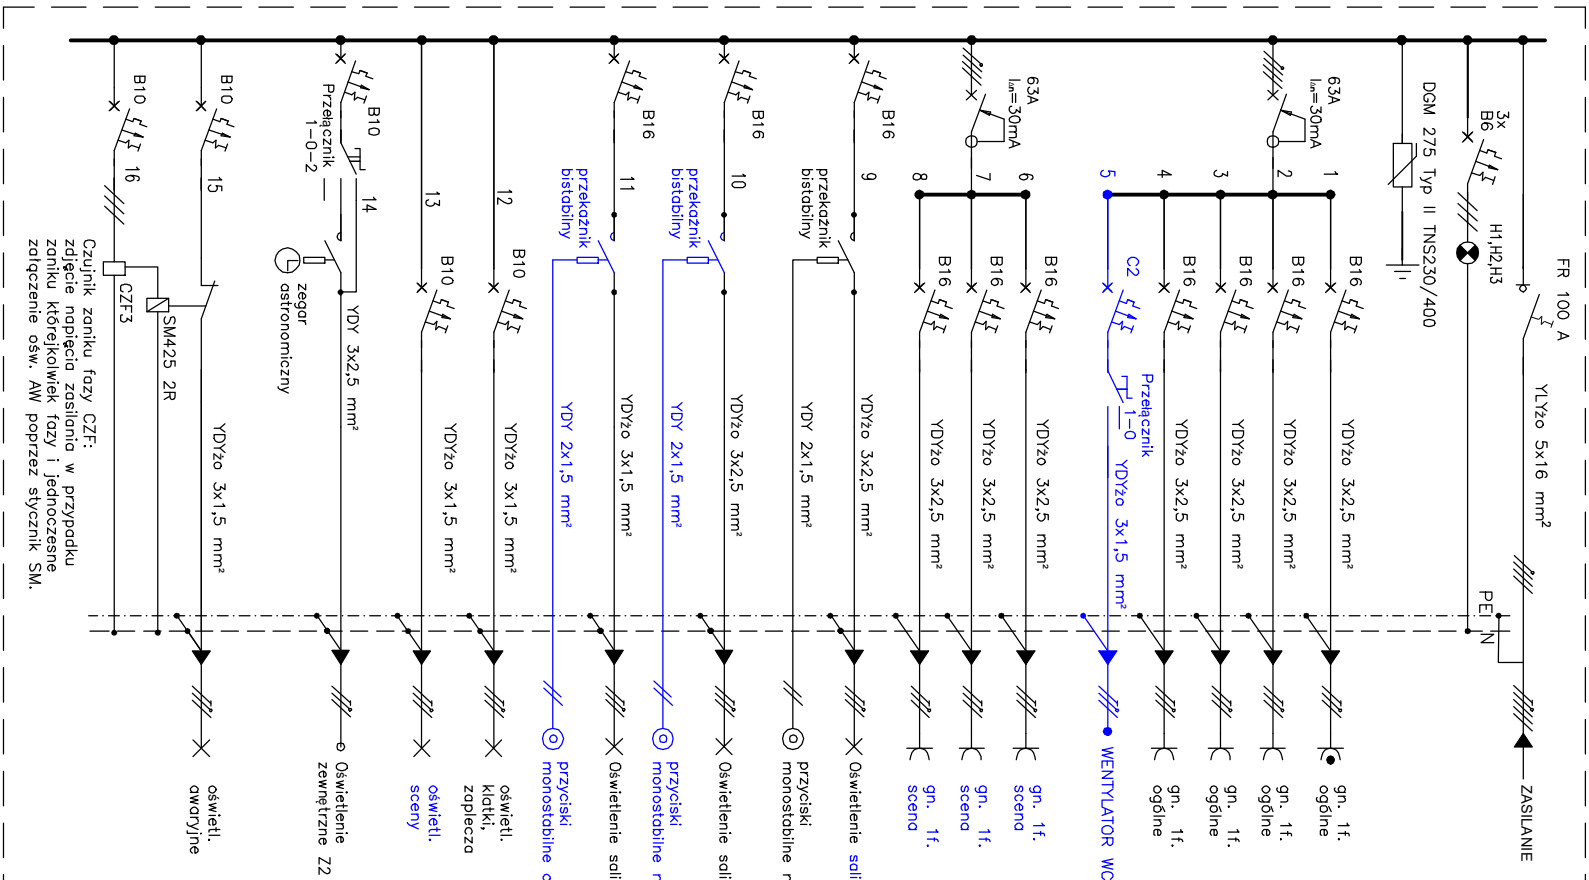 ZASILANIE
FR 100 A
YLYżo 5x16 mm²
PE
N
3x
B6
H1,H2,H3
DGM 275 Typ II TNS230/400
63A
I∆n=30mA
1
B16
YDYżo 3x2,5 mm²
gn. 1f.
ogólne
2
B16
YDYżo 3x2,5 mm²
gn. 1f.
ogólne
3
B16
YDYżo 3x2,5 mm²
gn. 1f.
ogólne
4
B16
YDYżo 3x2,5 mm²
gn. 1f.
ogólne
5
C2
Przełącznik
1-0
YDYżo 3x1,5 mm²
WENTYLATOR WC
63A
I∆n=30mA
6
B16
YDYżo 3x2,5 mm²
gn. 1f.
scena
7
B16
YDYżo 3x2,5 mm²
gn. 1f.
scena
8
B16
YDYżo 3x2,5 mm²
gn. 1f.
scena
B16
9
przekaźnik
bistabilny
YDYżo 3x2,5 mm²
Oświetlenie sali
YDY 2x1,5 mm²
przyciski
monostabilne
B16
10
przekaźnik
bistabilny
YDYżo 3x2,5 mm²
Oświetlenie sali
YDY 2x1,5 mm²
przyciski
monostabilne
B16
11
przekaźnik
bistabilny
YDYżo 3x1,5 mm²
Oświetlenie sali
YDY 2x1,5 mm²
przyciski
monostabilne
12
B10
YDYżo 3x1,5 mm²
oświetl.
klatki,
zaplecza
13
B10
YDYżo 3x1,5 mm²
oświetl.
sceny
B10
Przełącznik
1-0-2
14
zegar
astronomiczny
YDY 3x2,5 mm²
Oświetlenie
zewnętrzne Z2
B10
15
YDYżo 3x1,5 mm²
oświetl.
awaryjne
B10
16
CZF3
SM425 2R
Czujnik zaniku fazy CZF:
zdjęcie napięcia zasilania w przypadku
zaniku którejkolwiek fazy i jednoczesne
załączenie ośw. AW poprzez stycznik SM.